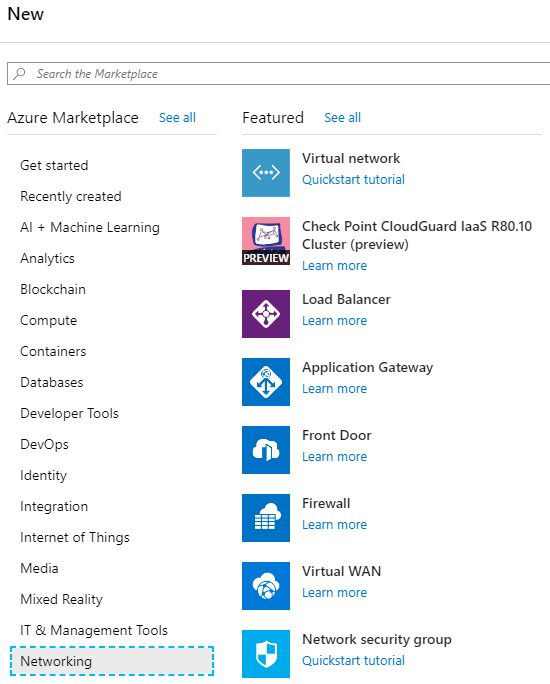 New
Search the Marketplace
Azure Marketplace See all
Get started
Recently created
AI + Machine Learning
Analytics
Blockchain
Compute
Containers
Databases
Developer Tools
DevOps
Identity
Integration
Internet of Things
Media
Mixed Reality
IT & Management Tools
Networking
Featured See all
Virtual network
Quickstart tutorial
PREVIEW
Check Point CloudGuard IaaS R80.10
Cluster (preview)
Learn more
Load Balancer
Learn more
Application Gateway
Learn more
Front Door
Learn more
Firewall
Learn more
Virtual WAN
Learn more
Network security group
Quickstart tutorial